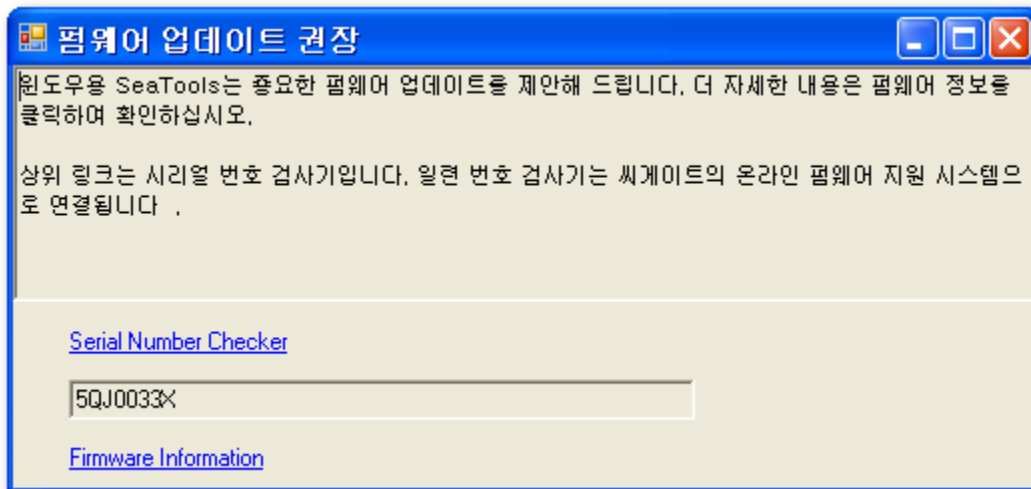 펌웨어 업데이트 권장
윈도우용 SeaTools는 중요한 펌웨어 업데이트를 제안해 드립니다. 더 자세한 내용은 펌웨어 정보를
클릭하여 확인하십시오.
상위 링크는 시리얼 번호 검사기입니다. 일련 번호 검사기는 씨게이트의 온라인 펌웨어 지원 시스템으
로 연결됩니다 .
Serial Number Checker
5QJ0033X
Firmware Information